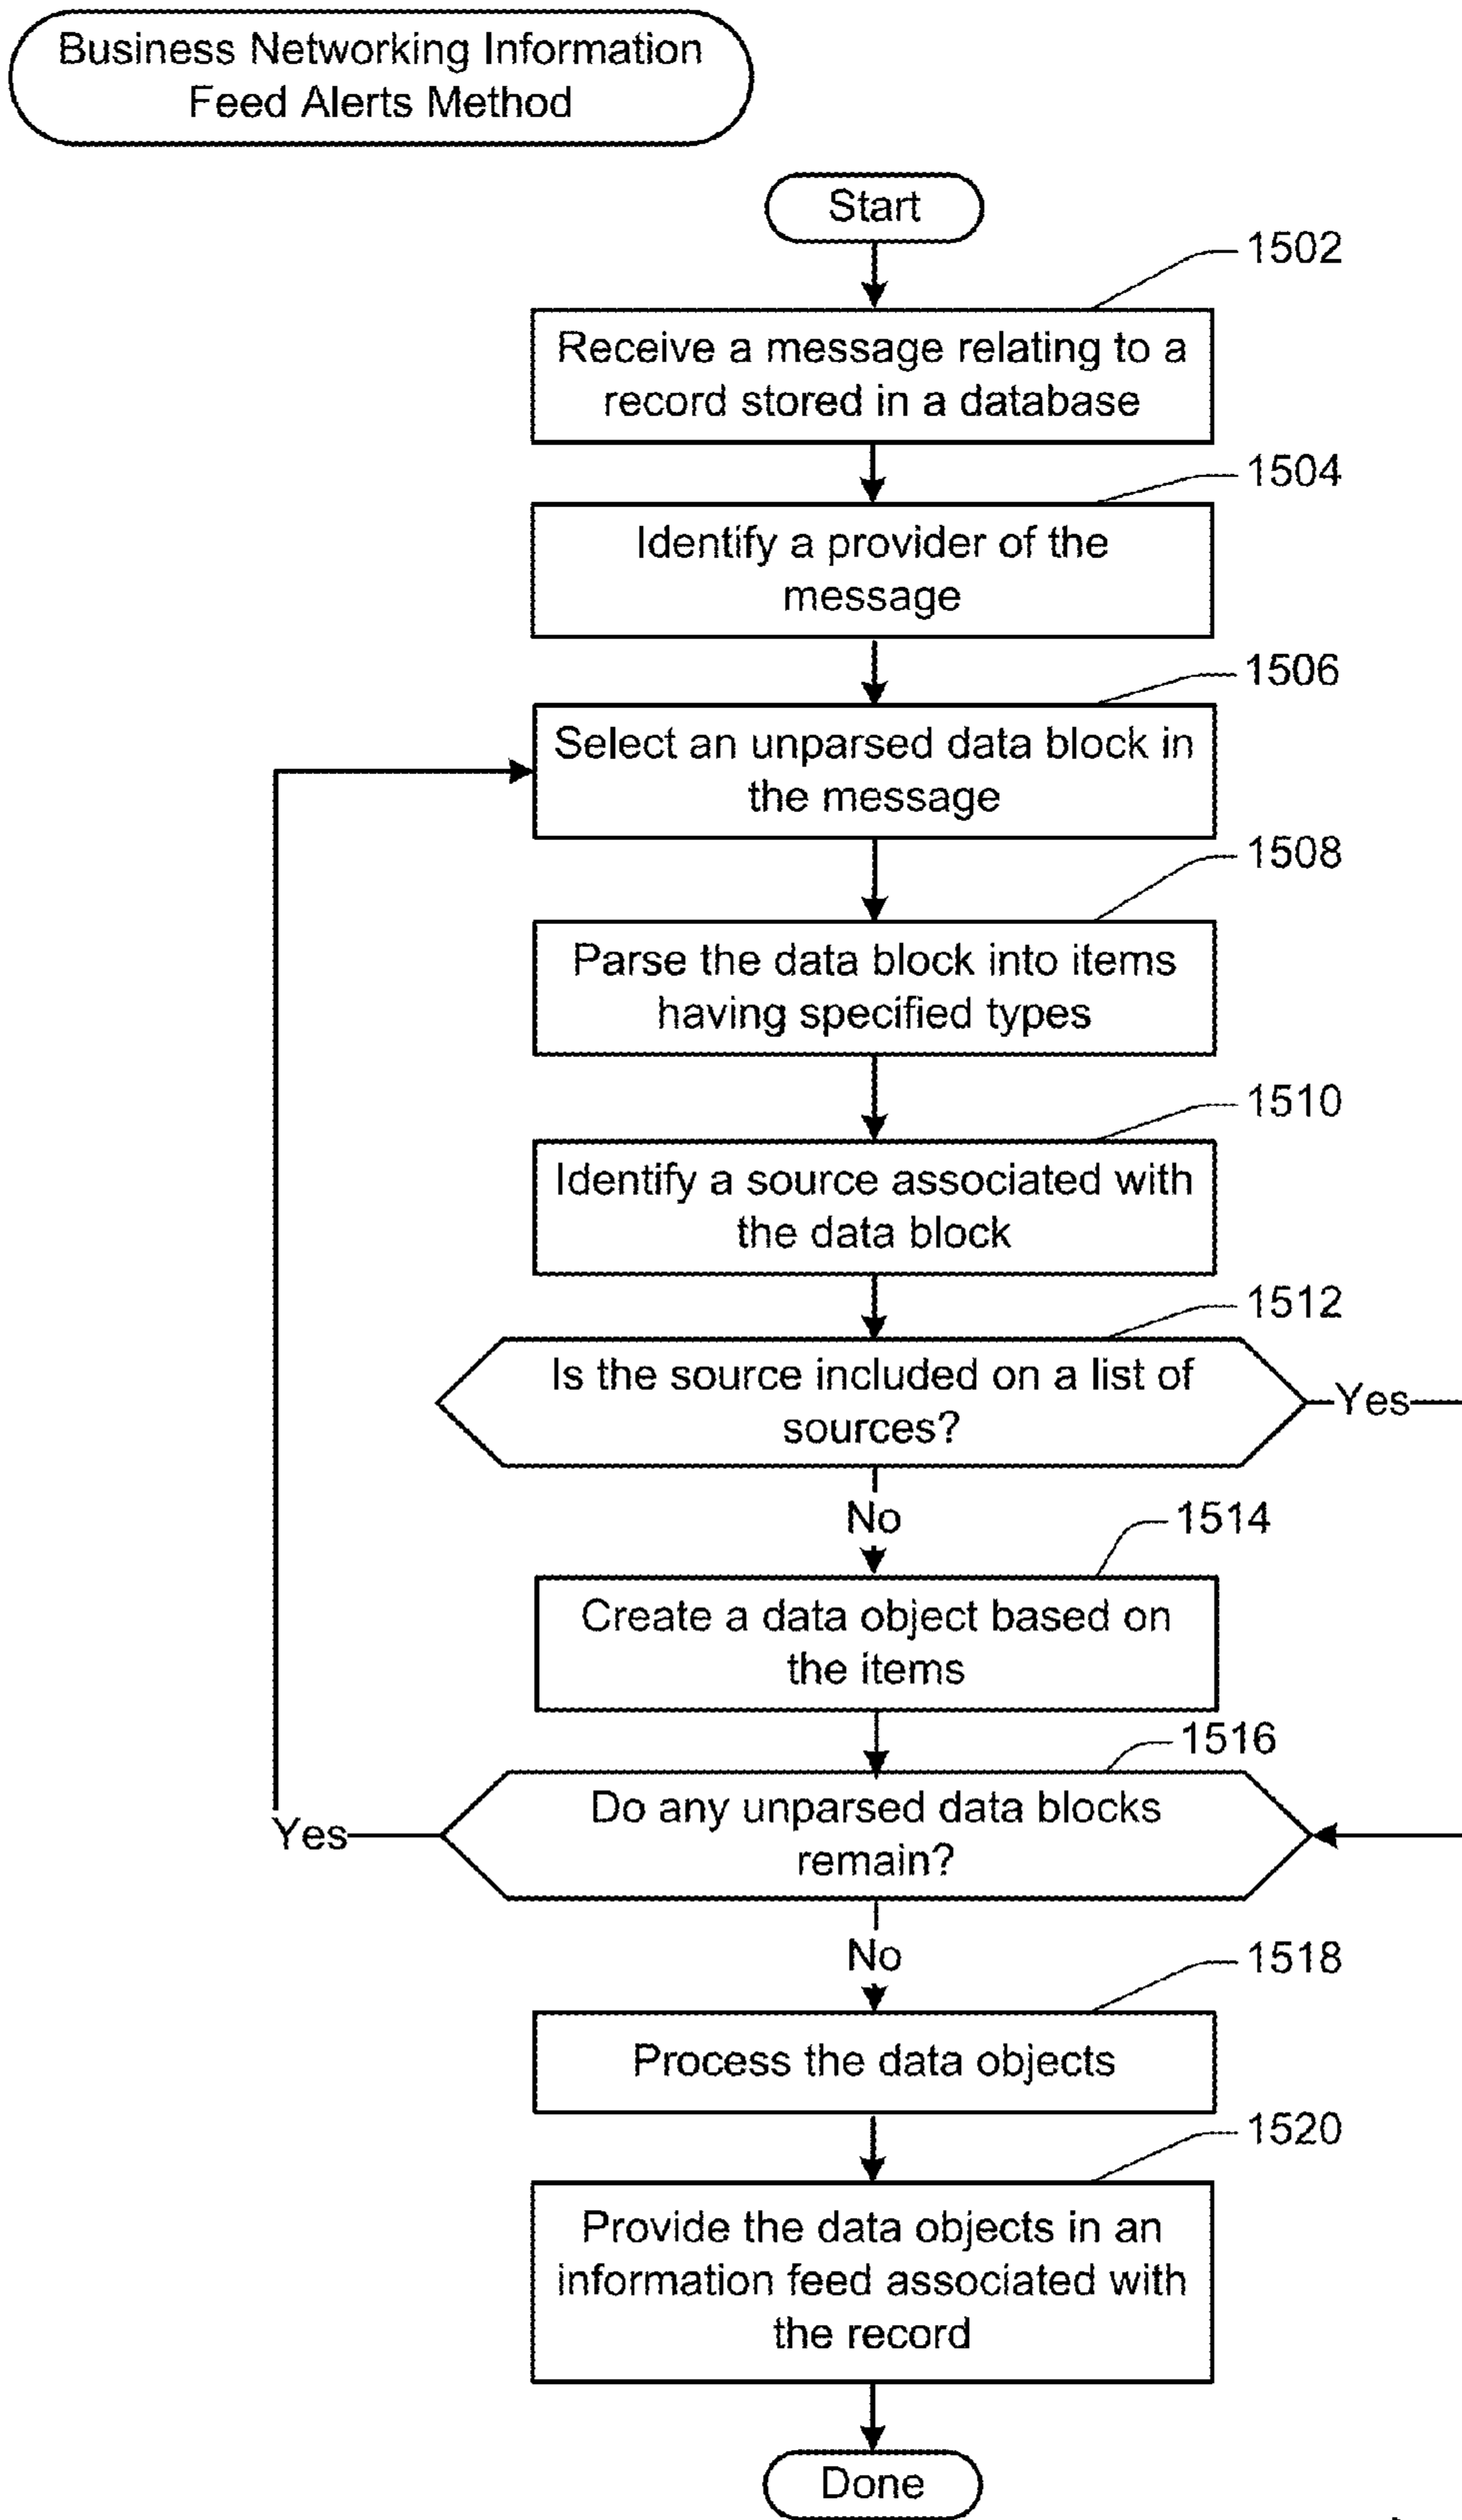 Business Networking Information
Feed Alerts Method
Start
1502
Receive a message relating to a
record stored in a database
1504
Identify a provider of the
message
1506
Select an unparsed data block in
the message
1508
Parse the data block into items
having specified types
1510
Identify a source associated with
the data block
1512
Is the source included on a list of
sources?
Yes
No
1514
Create a data object based on
the items
1516
Do any unparsed data blocks
remain?
Yes
No
1518
Process the data objects
1520
Provide the data objects in an
information feed associated with
the record
Done